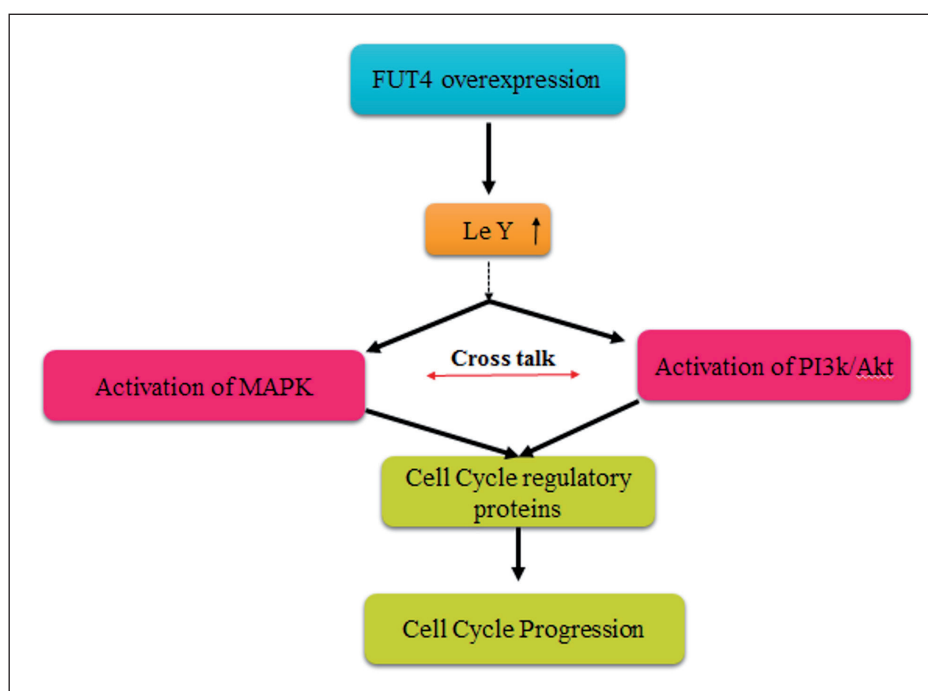 FUT4 overexpression
Le Y
Cross talk
Activation of MAPK
Activation of PI3k/Akt
Cell Cycle regulatory
proteins
Cell Cycle Progression